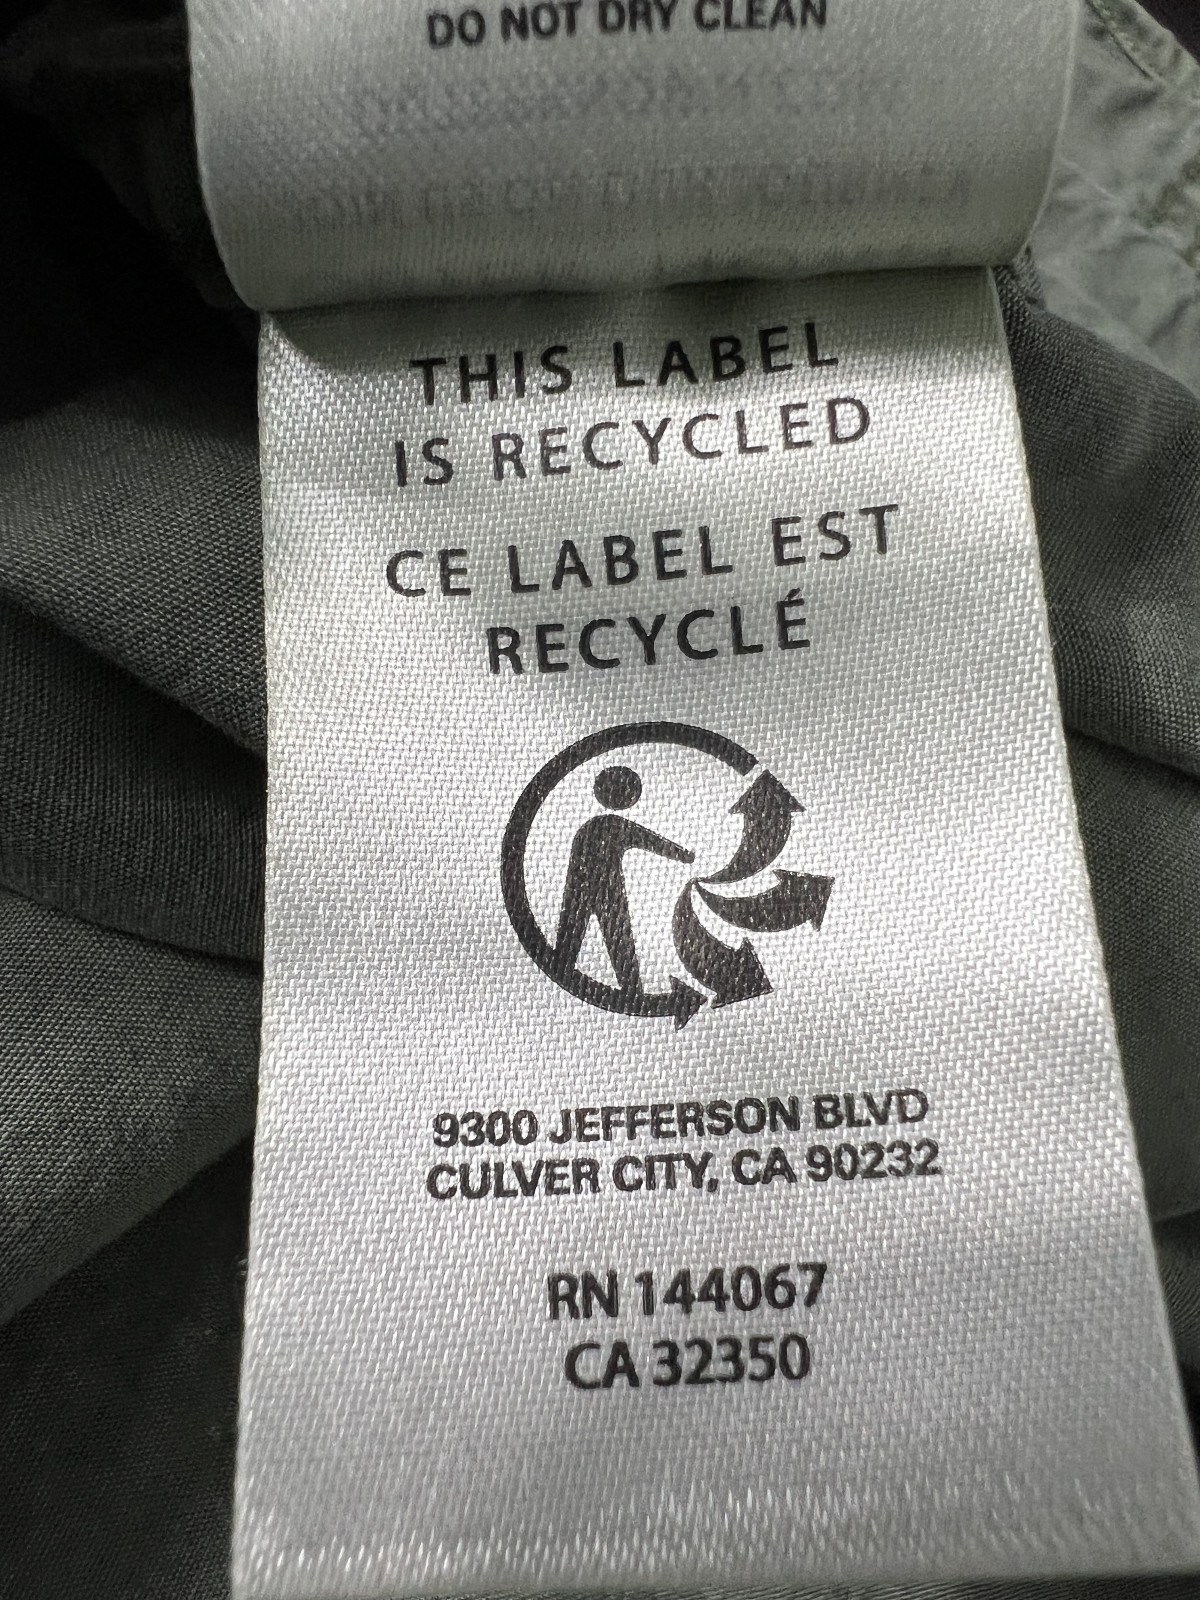 DO NOT DRY CLEAN
THIS LABEL
IS RECYCLED
CE LABEL EST
RECYCLÉ
9300 JEFFERSON BLVD
CULVER CITY, CA 90232
RN 144067
CA 32350